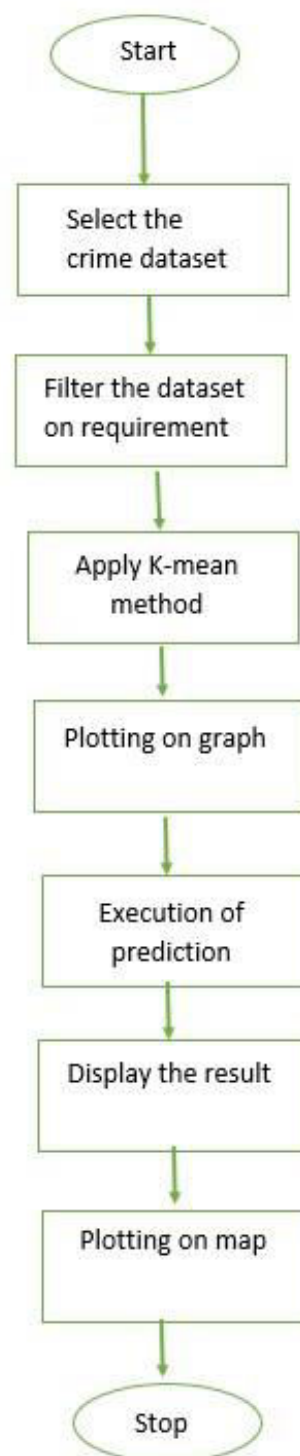 Start
Select the
crime dataset
Filter the dataset
on requirement
Apply K-mean
method
Plotting on graph
Execution of
prediction
Display the result
Plotting on map
Stop